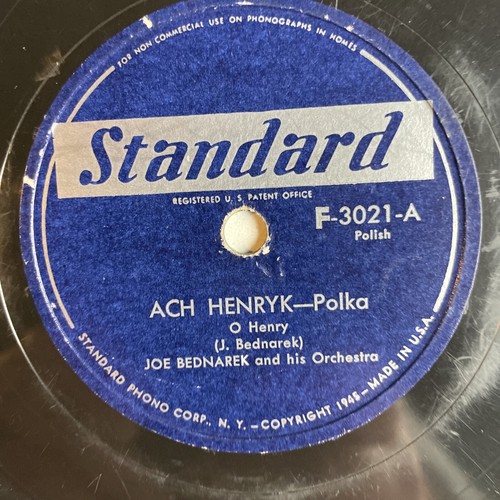 FOR NON COMMERCIAL USE ON PHONOGRAPHS IN HOMES
Standard
REGISTERED U. S. PATENT OFFICE
F-3021-A
Polish
ACH HENRYK—Polka
O Henry
(J. Bednarek)
JOE BEDNAREK and his Orchestra
STANDARD PHONO CORP., N. Y.—COPYRIGHT 1945—MADE IN U.S.A.